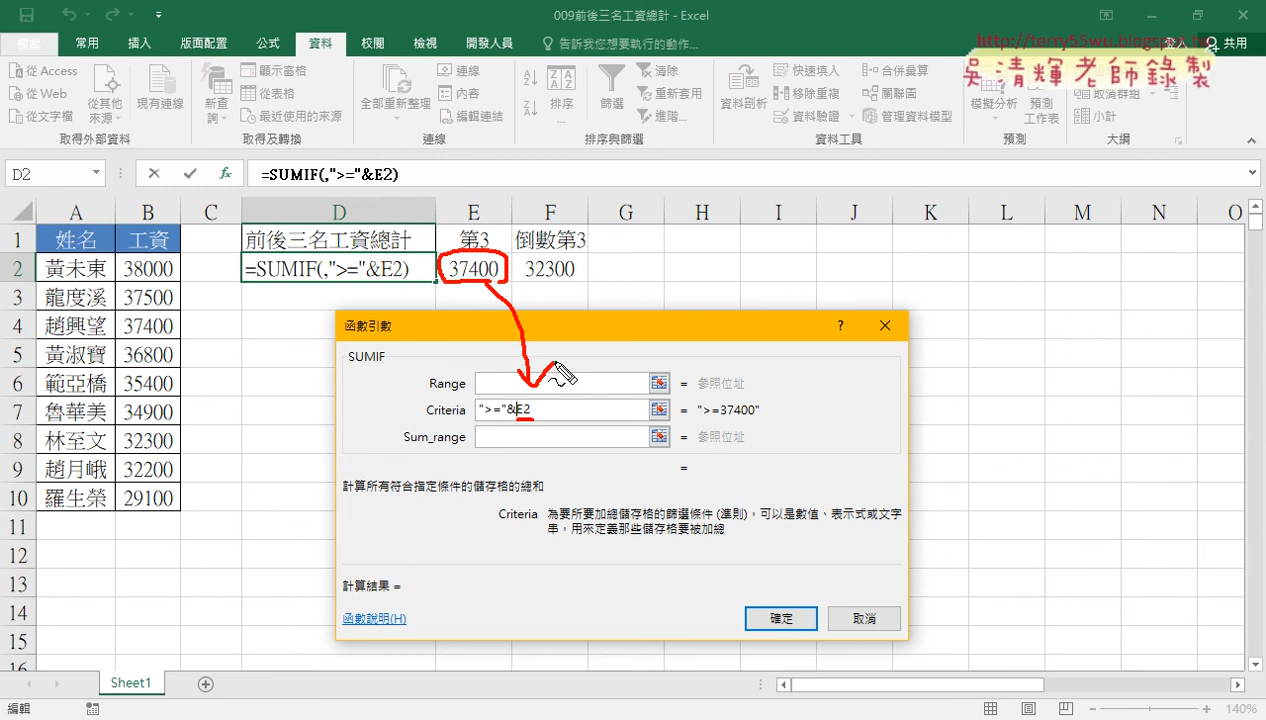 009前後三名工資總計 - Excel
檔案 常用 插入 版面配置 公式 資料 校閱 檢視 開發人員 告訴我您想要執行的動作... 登入 共用
http://terry55wu.blogspot.tw
吳清輝老師錄製
從 Access
從 Web
從文字檔
從其他來源
現有連線
取得外部資料
新查詢
顯示查詢
從表格
最近使用的來源
取得及轉換
全部重新整理
連線
內容
編輯連結
連線
排序...
篩選
清除
重新套用
進階...
排序與篩選
資料剖析
快速填入
移除重複
資料驗證
合併彙算
關聯圖
管理資料模型
資料工具
模擬分析
預測工作表
預測
取消群組
小計
大綱
D2 fx =SUMIF(,">="&E2)
A B C D E F G H I J K L M N O
1 姓名 工資 前後三名工資總計 第3 倒數第3
2 黃未東 38000 =SUMIF(,">="&E2) 37400 32300
3 龍度溪 37500
4 趙興望 37400
5 黃淑寶 36800
6 範亞橋 35400
7 魯華美 34900
8 林至文 32300
9 趙月峨 32200
10 羅生榮 29100
11
12
13
14
15
16
函數引數 ?
SUMIF
Range = 參照位址
Criteria ">="&E2 = ">=37400"
Sum_range = 參照位址
=
計算所有符合指定條件的儲存格的總和
Criteria 為要所要加總儲存格的篩選條件 (準則)，可以是數值、表示式或文字
串，用來定義那些儲存格要被加總
計算結果 =
函數說明(H) 確定 取消
Sheet1
編輯 140%